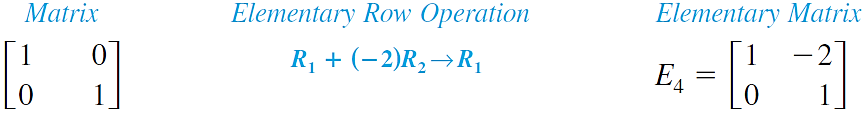 Matrix Elementary Row Operation Elementary Matrix
[1 0
0 1] R₁ + (−2)R₂→R₁ E₄ = [1 −2
0 1]